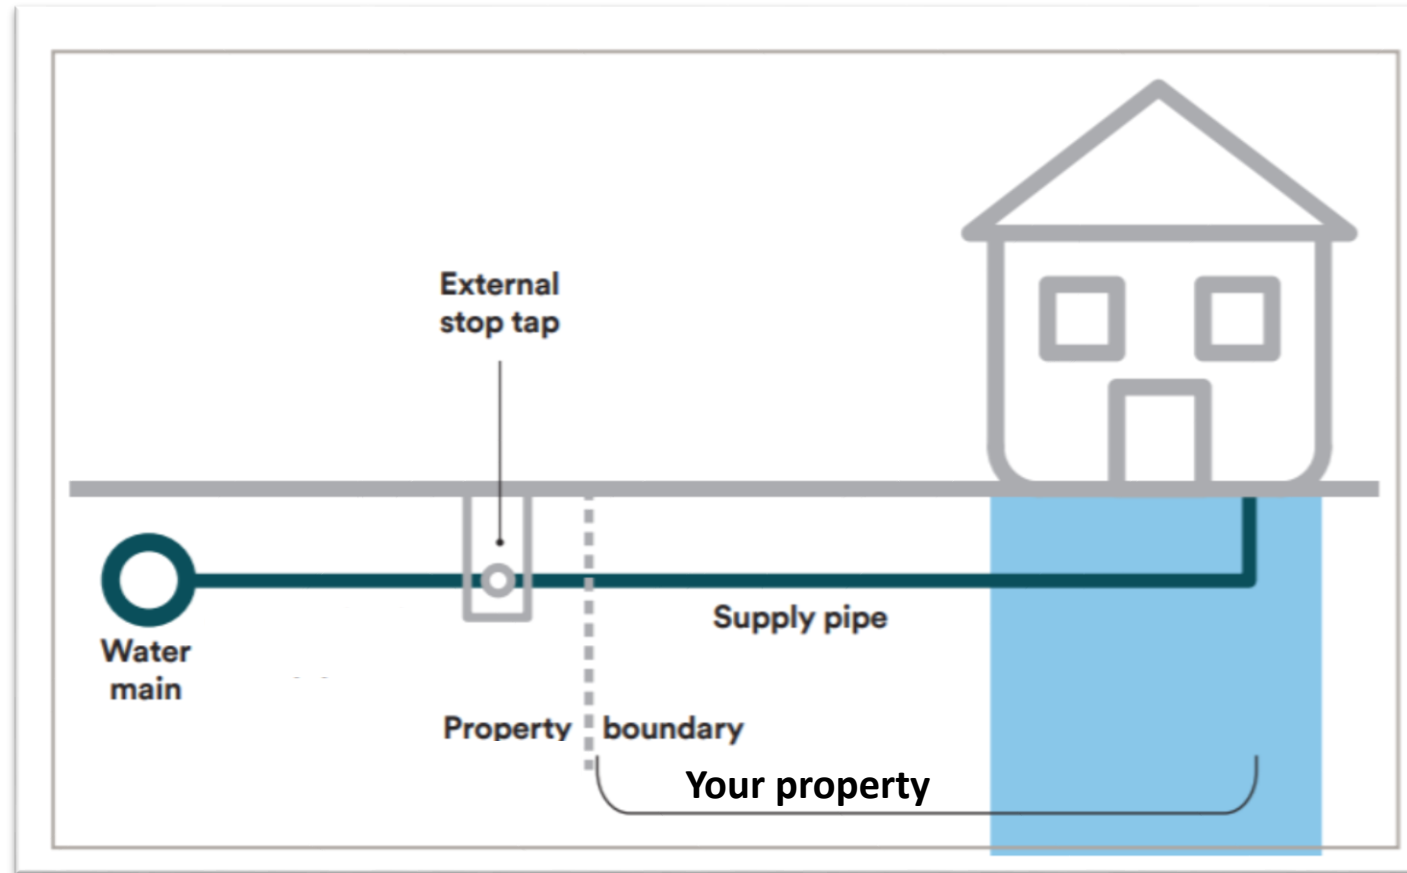 External
stop tap
Supply pipe
Water
main
Property boundary
Your property